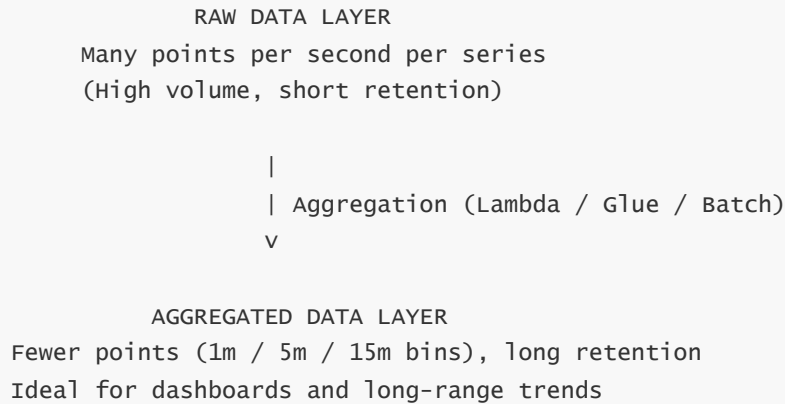 RAW DATA LAYER
Many points per second per series
(High volume, short retention)
|
| Aggregation (Lambda / Glue / Batch)
v
AGGREGATED DATA LAYER
Fewer points (1m / 5m / 15m bins), long retention
Ideal for dashboards and long-range trends